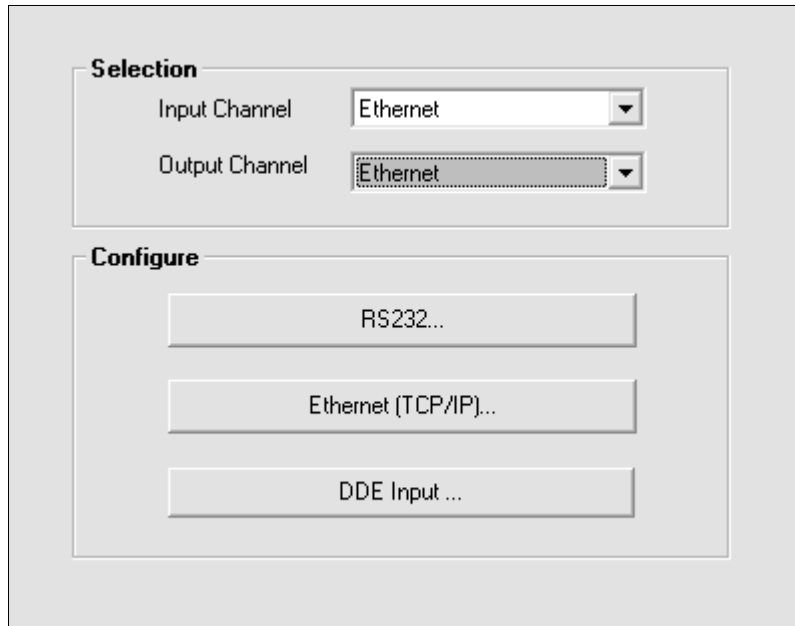 Selection
Input Channel Ethernet
Output Channel Ethernet
Configure
RS232...
Ethernet (TCP/IP)...
DDE Input ...